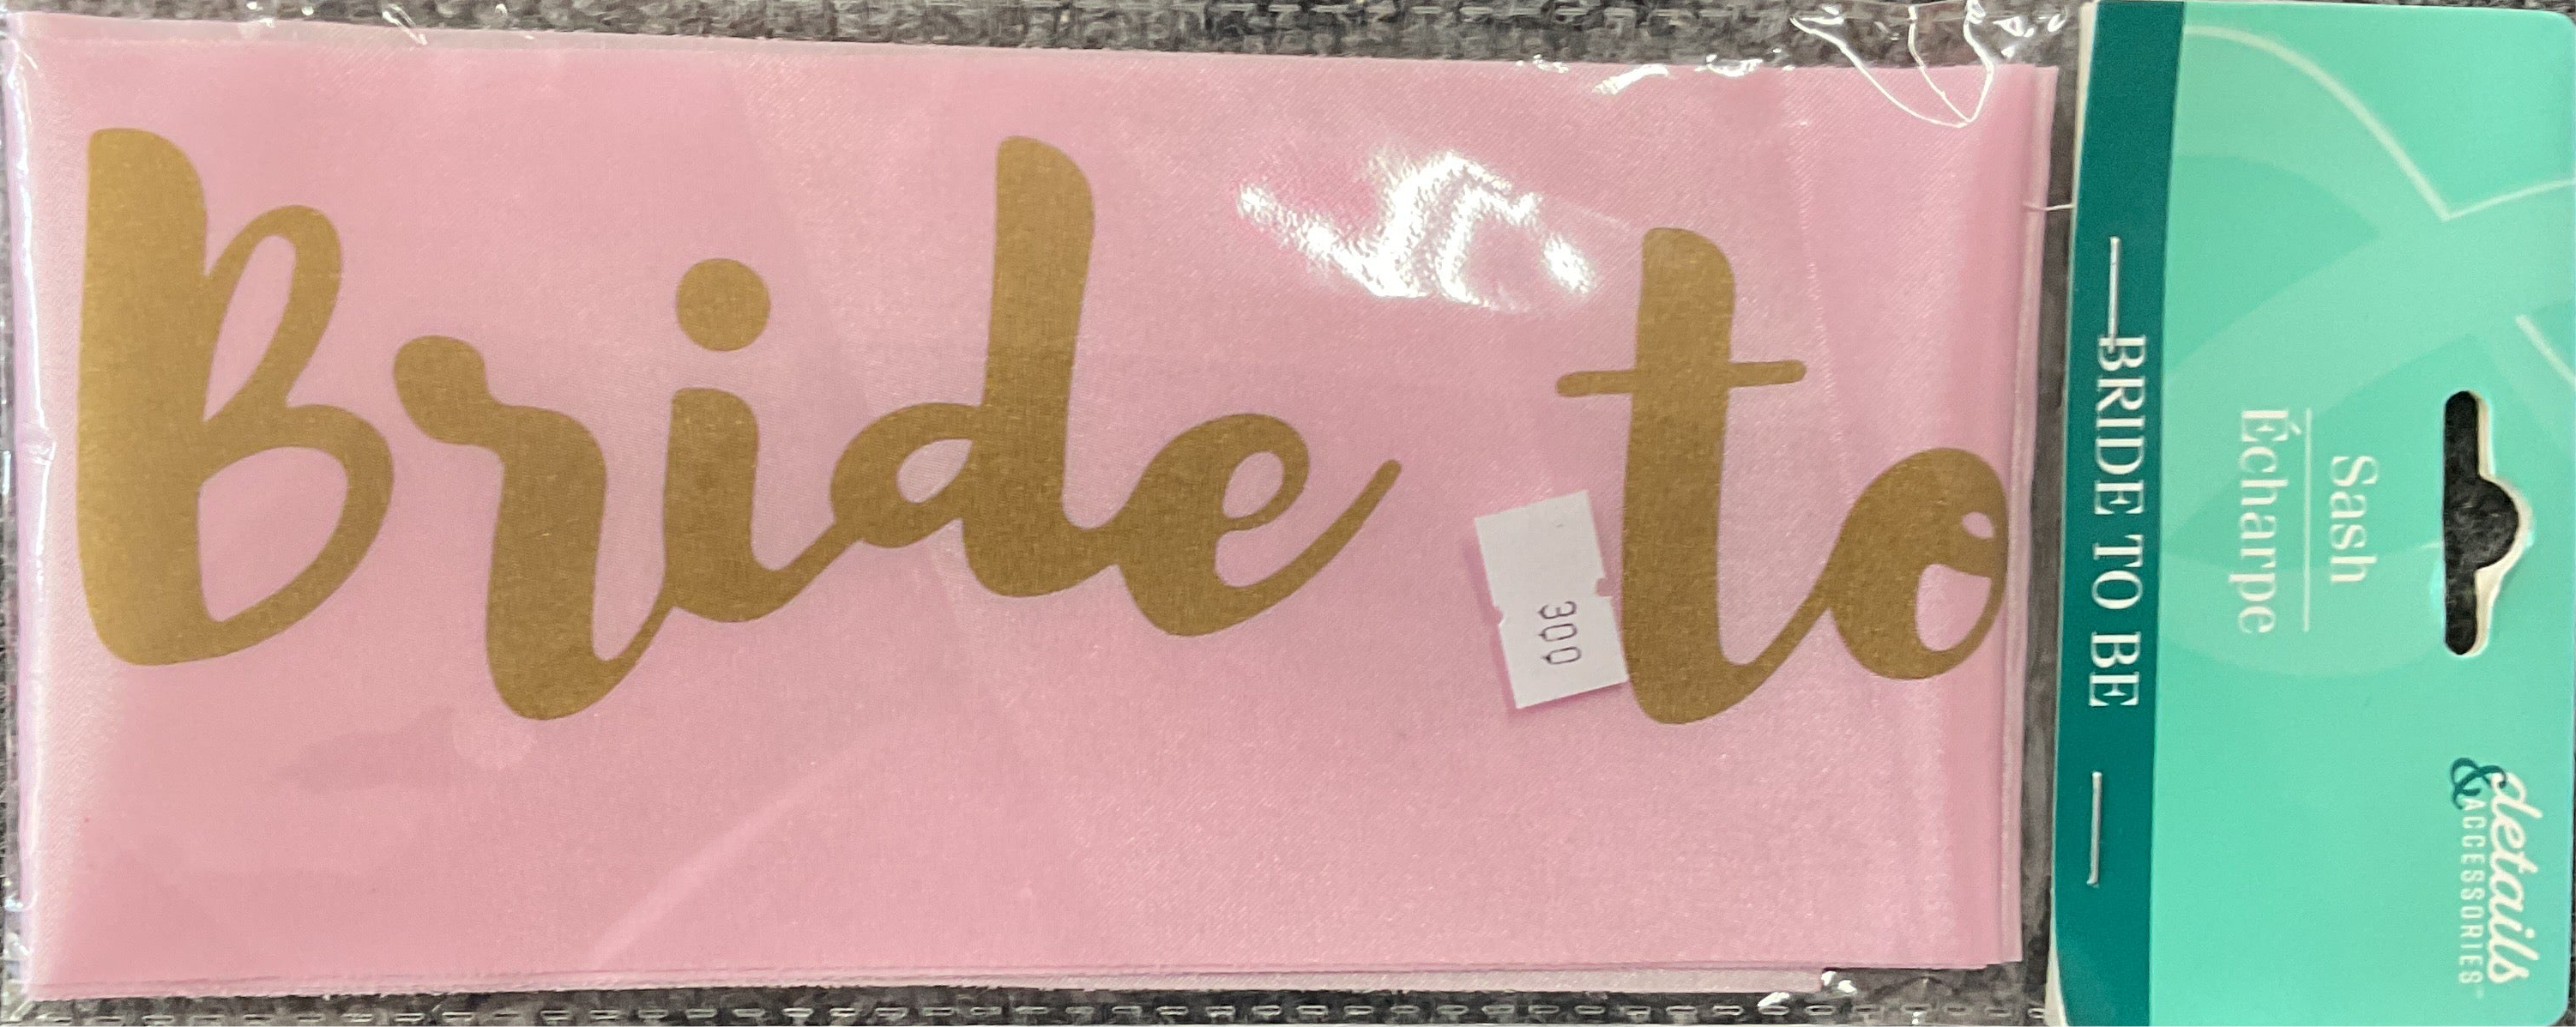 Bride to
300
BRIDE TO BE
Sash
Écharpe
details
& ACCESSORIES